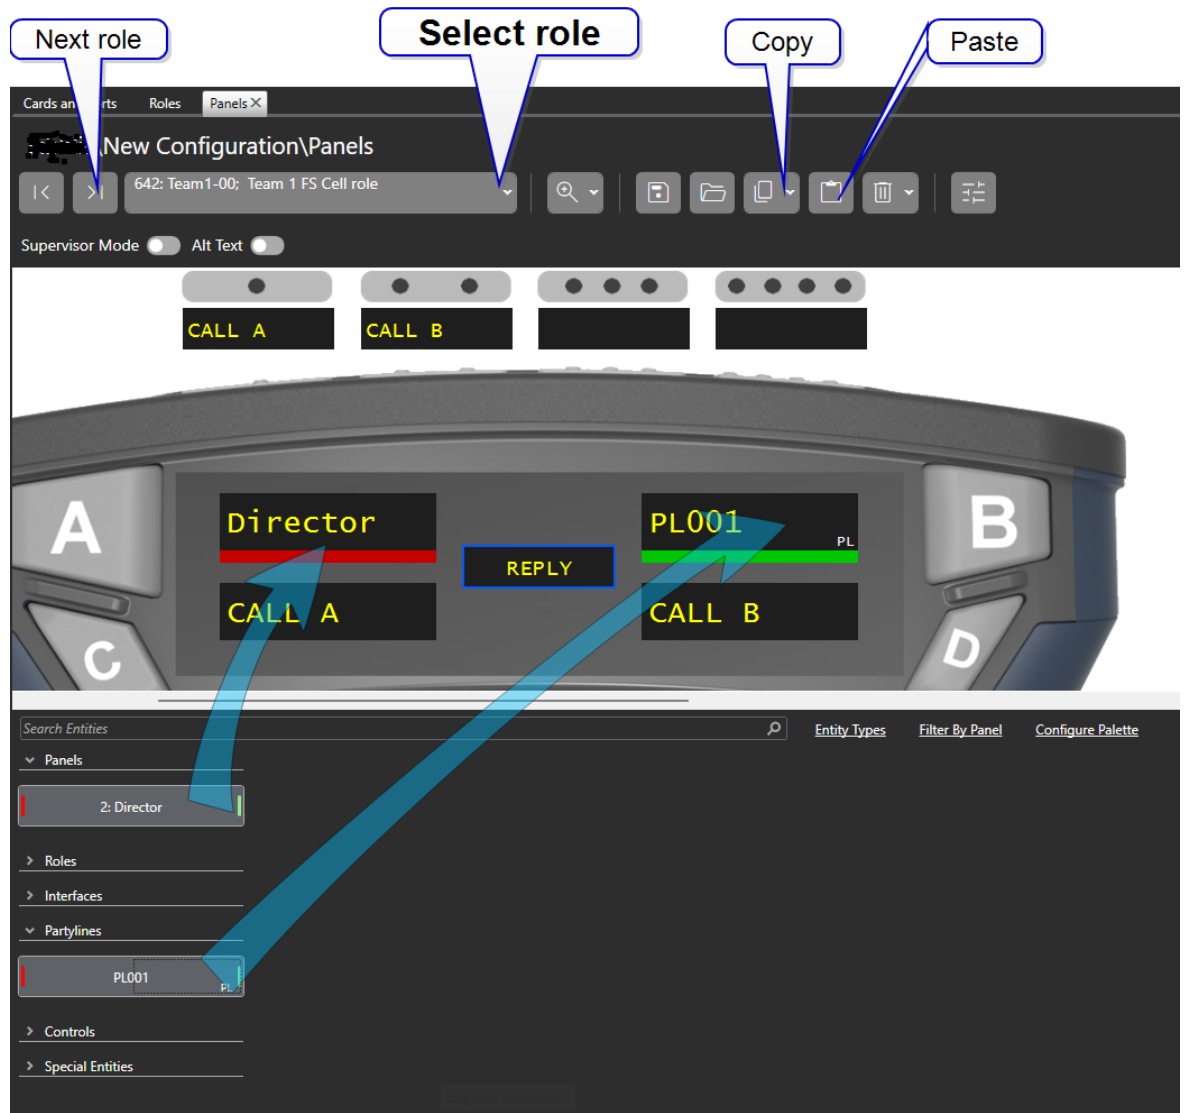 Next role
Select role
Copy
Paste
Cards an rts Roles Panels
\New Configuration\Panels
642: Team1-00; Team 1 FS Cell role
Supervisor Mode Alt Text
CALL A
CALL B
A
B
Director
PL001
PL
REPLY
CALL A
CALL B
C
D
Search Entities
Entity Types Filter By Panel Configure Palette
Panels
2: Director
Roles
Interfaces
Partylines
PL001
PL
Controls
Special Entities